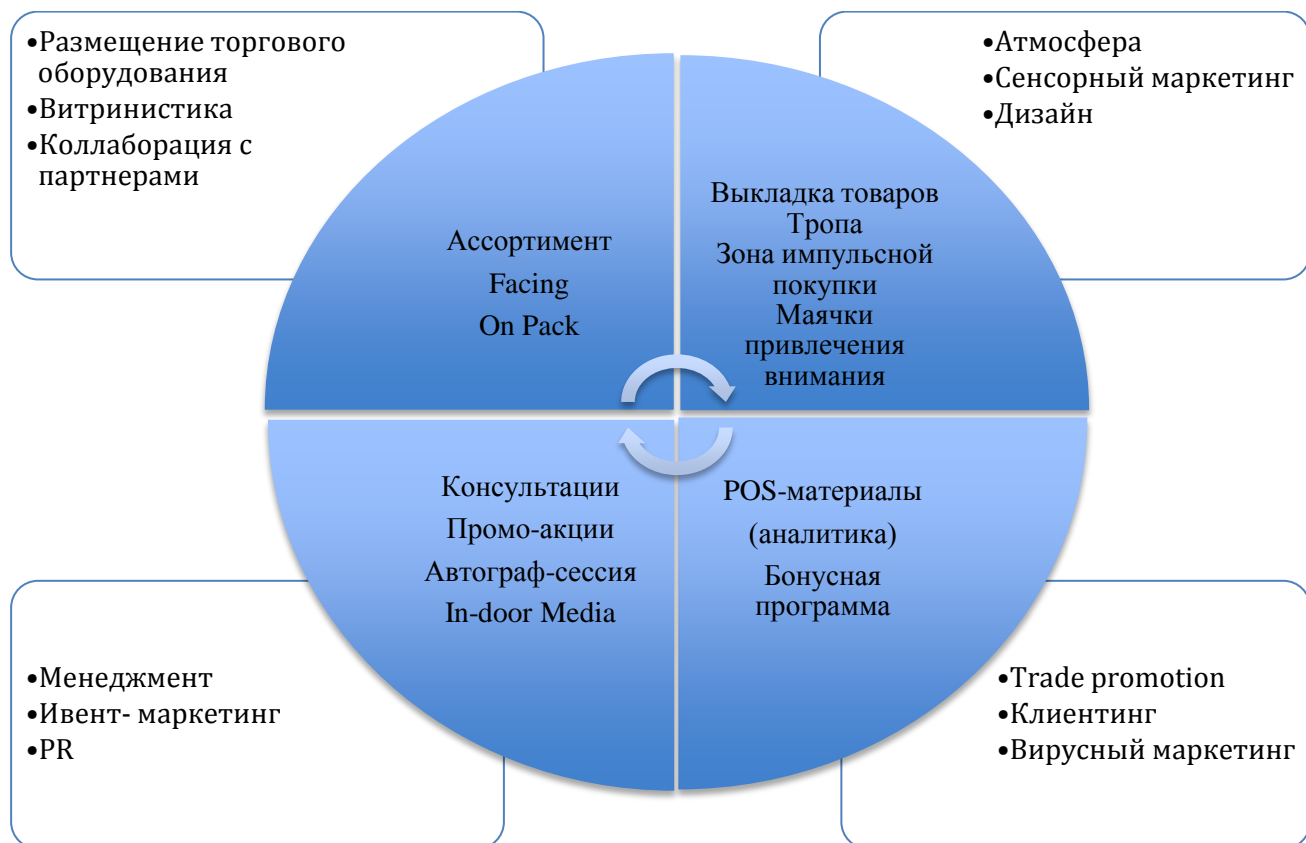 •Размещение торгового
оборудования
•Витринистика
•Коллаборация с
партнерами
•Атмосфера
•Сенсорный маркетинг
•Дизайн
Ассортимент
Facing
On Pack
Выкладка товаров
Тропа
Зона импульсной
покупки
Маячки
привлечения
внимания
Консультации
Промо-акции
Автограф-сессия
In-door Media
POS-материалы
(аналитика)
Бонусная
программа
•Менеджмент
•Ивент- маркетинг
•PR
•Trade promotion
•Клиентинг
•Вирусный маркетинг